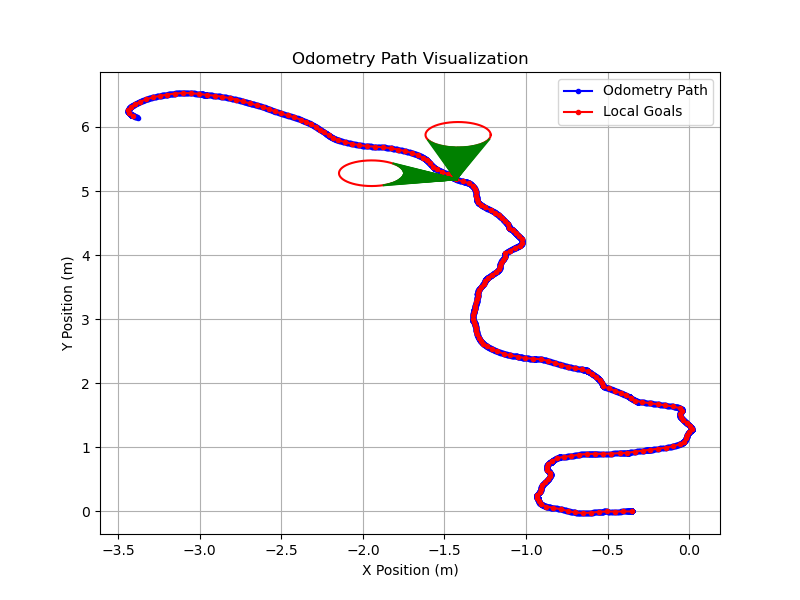 Odometry Path Visualization
Odometry Path
Local Goals
6
5
4
3
2
1
0
Y Position (m)
−3.5 −3.0 −2.5 −2.0 −1.5 −1.0 −0.5 0.0
X Position (m)